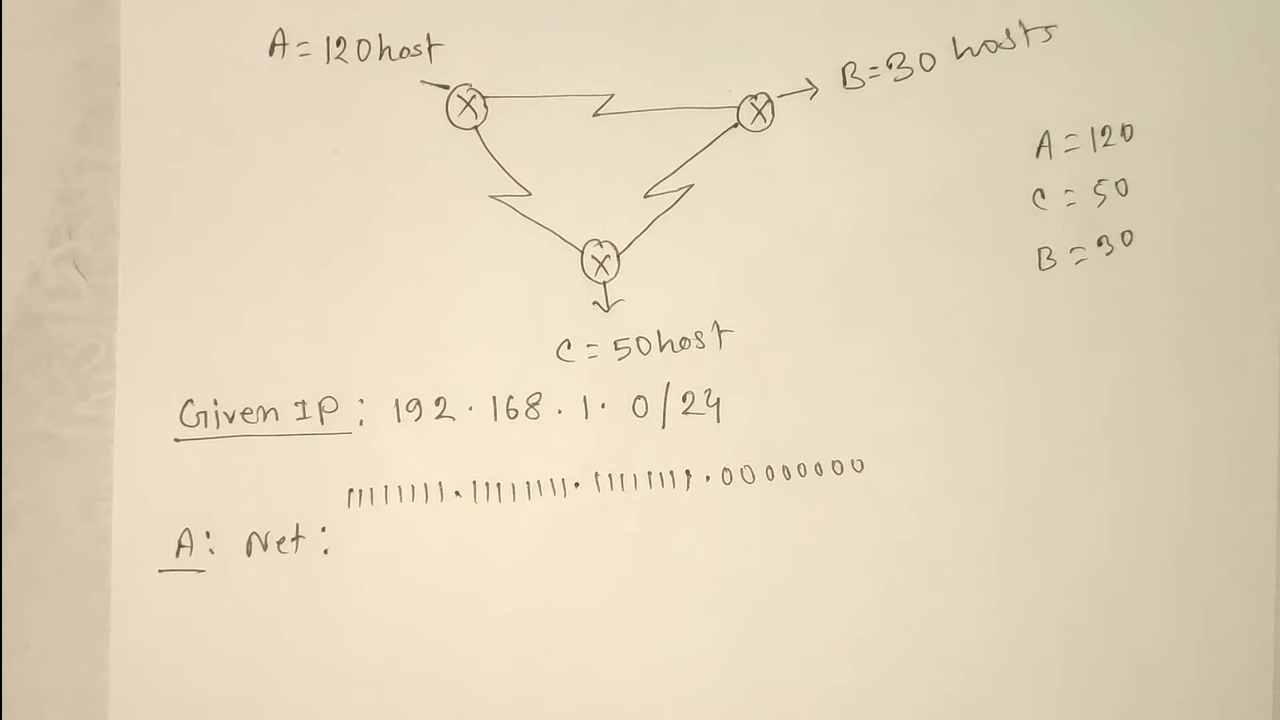 A = 120 host
B = 30 hosts
A = 120
C = 50
B = 30
C = 50 host
Given IP : 192.168.1.0/24
11111111.11111111.11111111.00000000
A: Net: